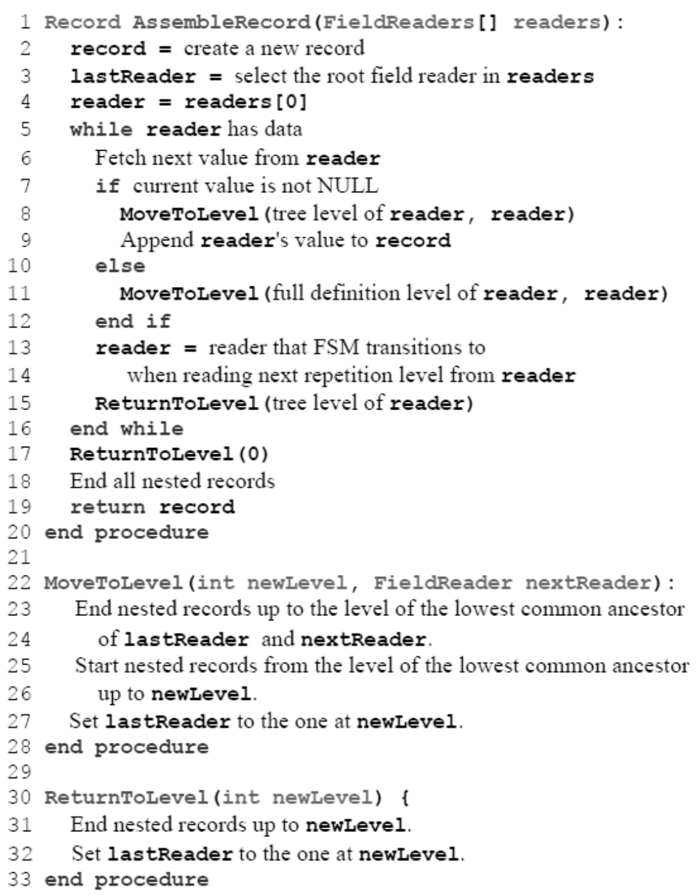 1 Record AssembleRecord(FieldReaders[] readers):
2 record = create a new record
3 lastReader = select the root field reader in readers
4 reader = readers[0]
5 while reader has data
6 Fetch next value from reader
7 if current value is not NULL
8 MoveToLevel(tree level of reader, reader)
9 Append reader's value to record
10 else
11 MoveToLevel(full definition level of reader, reader)
12 end if
13 reader = reader that FSM transitions to
14 when reading next repetition level from reader
15 ReturnToLevel(tree level of reader)
16 end while
17 ReturnToLevel(0)
18 End all nested records
19 return record
20 end procedure
21
22 MoveToLevel(int newLevel, FieldReader nextReader):
23 End nested records up to the level of the lowest common ancestor
24 of lastReader and nextReader.
25 Start nested records from the level of the lowest common ancestor
26 up to newLevel.
27 Set lastReader to the one at newLevel.
28 end procedure
29
30 ReturnToLevel(int newLevel) {
31 End nested records up to newLevel.
32 Set lastReader to the one at newLevel.
33 end procedure